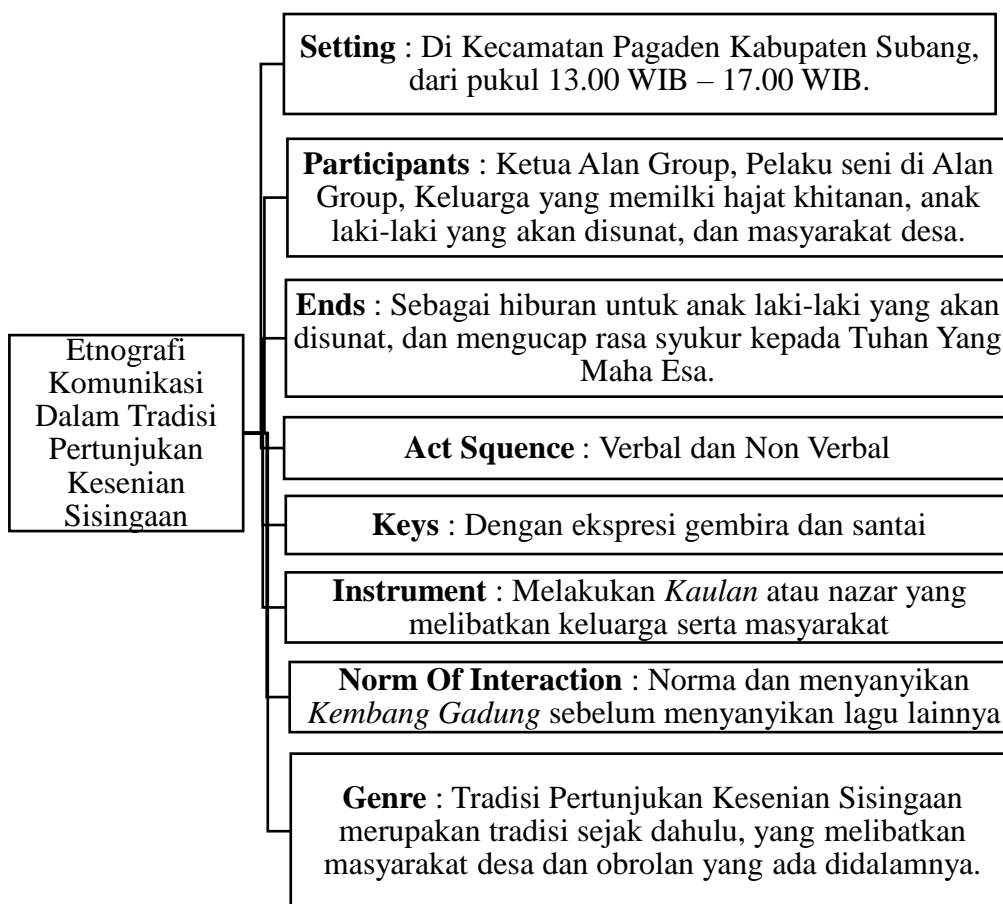 Setting : Di Kecamatan Pagaden Kabupaten Subang,
dari pukul 13.00 WIB – 17.00 WIB.
Participants : Ketua Alan Group, Pelaku seni di Alan
Group, Keluarga yang memilki hajat khitanan, anak
laki-laki yang akan disunat, dan masyarakat desa.
Ends : Sebagai hiburan untuk anak laki-laki yang akan
disunat, dan mengucap rasa syukur kepada Tuhan Yang
Maha Esa.
Etnografi
Komunikasi
Dalam Tradisi
Pertunjukan
Kesenian
Sisingaan
Act Squence : Verbal dan Non Verbal
Keys : Dengan ekspresi gembira dan santai
Instrument : Melakukan Kaulan atau nazar yang
melibatkan keluarga serta masyarakat
Norm Of Interaction : Norma dan menyanyikan
Kembang Gadung sebelum menyanyikan lagu lainnya
Genre : Tradisi Pertunjukan Kesenian Sisingaan
merupakan tradisi sejak dahulu, yang melibatkan
masyarakat desa dan obrolan yang ada didalamnya.